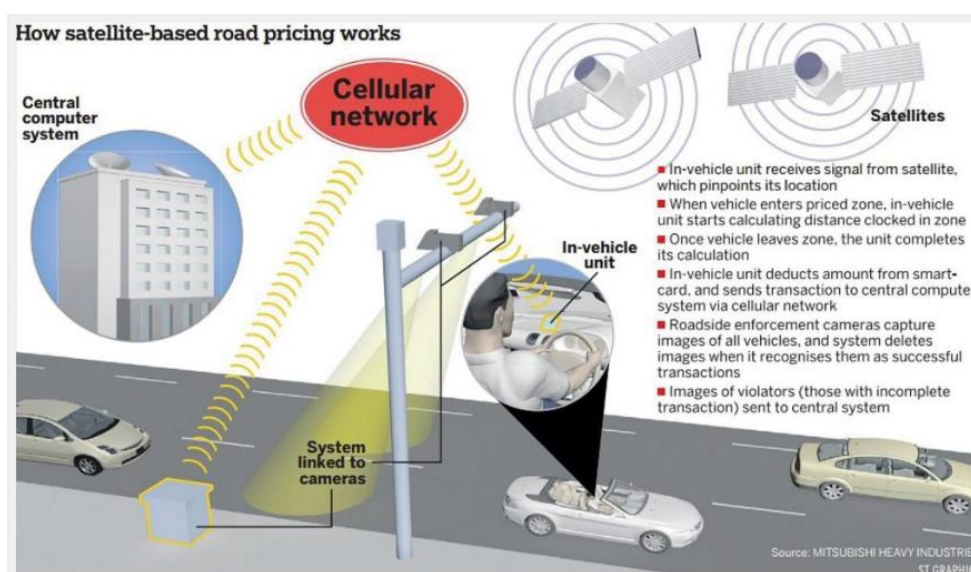 How satellite-based road pricing works
Central
computer
system
Cellular
network
Satellites
In-vehicle
unit
System
linked to
cameras
■ In-vehicle unit receives signal from satellite,
which pinpoints its location
■ When vehicle enters priced zone, in-vehicle
unit starts calculating distance clocked in zone
■ Once vehicle leaves zone, the unit completes
its calculation
■ In-vehicle unit deducts amount from smart-
card, and sends transaction to central compute
system via cellular network
■ Roadside enforcement cameras capture
images of all vehicles, and system deletes
images when it recognises them as successful
transactions
■ Images of violators (those with incomplete
transaction) sent to central system
Source: MITSUBISHI HEAVY INDUSTRIE
ST GRAPHI